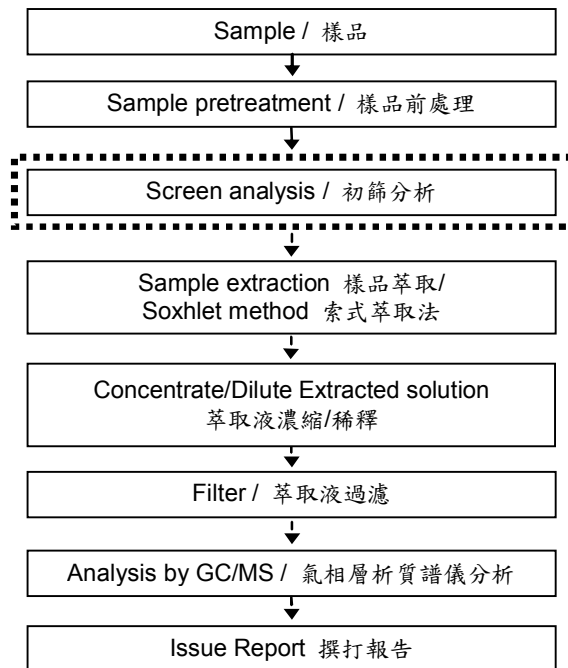 Sample / 樣品
Sample pretreatment / 樣品前處理
Screen analysis / 初篩分析
Sample extraction 樣品萃取/
Soxhlet method 索式萃取法
Concentrate/Dilute Extracted solution
萃取液濃縮/稀釋
Filter / 萃取液過濾
Analysis by GC/MS / 氣相層析質譜儀分析
Issue Report 撰打報告